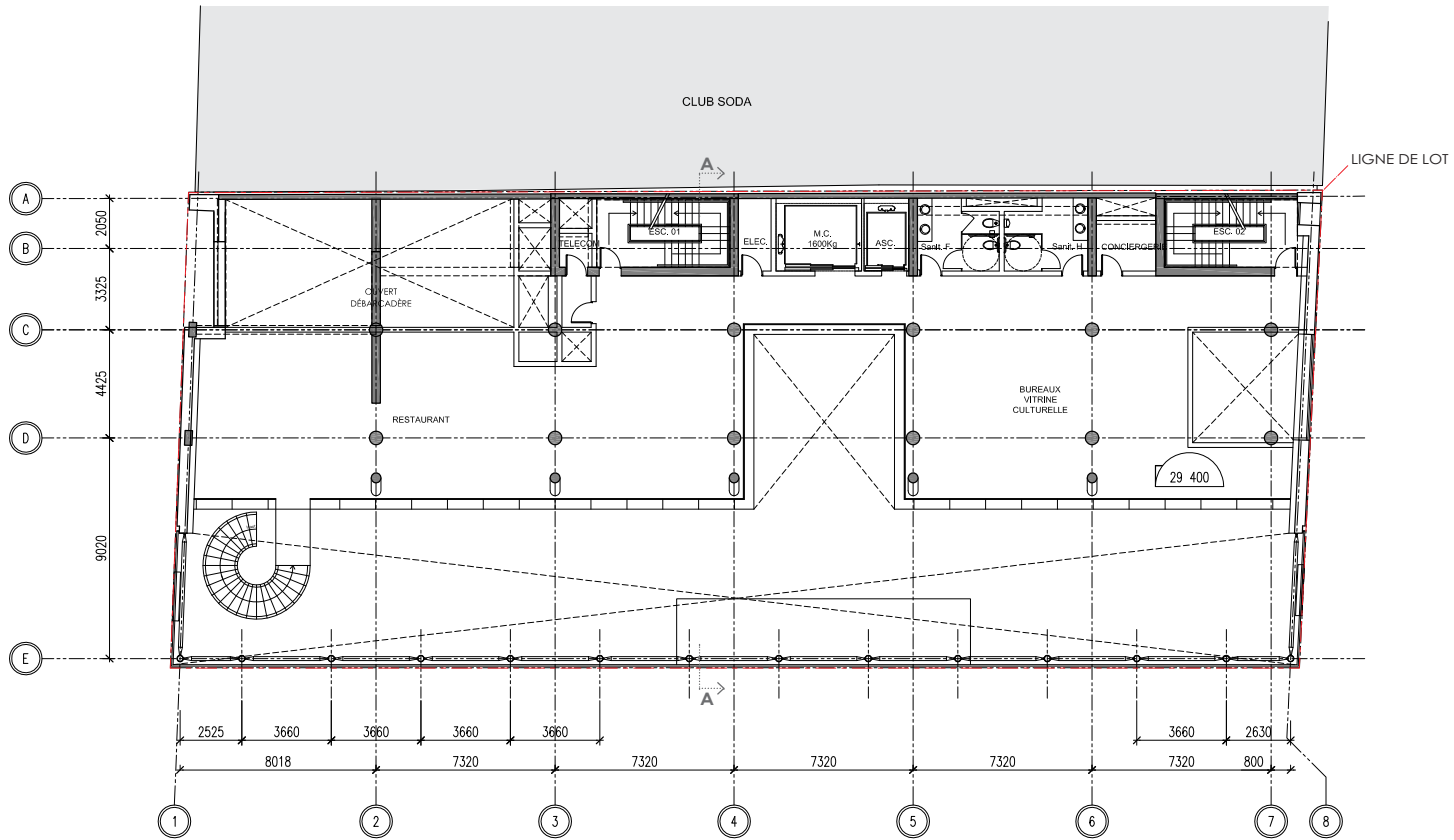 CLUB SODA
LIGNE DE LOT
A
A
B
C
D
E
2050
3325
4425
9020
ESC. 01
TELECOM
ELEC.
M.C.
1600Kg
ASC.
Sanit. F
Sanit. H
CONCIERGERIE
ESC. 02
OUVERT
DÉBARCADÈRE
RESTAURANT
BUREAUX
VITRINE
CULTURELLE
29 400
A
2525 3660 3660 3660 3660 3660 2630
8018 7320 7320 7320 7320 7320 800
1 2 3 4 5 6 7 8